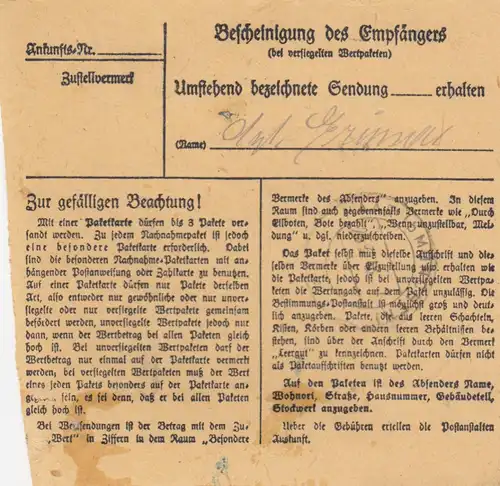 Ankunfts-Nr.
Zustellvermerk
Bescheinigung des Empfängers
(bei versiegelten Wertpaketen)
Umstehend bezeichnete Sendung erhalten
(Name)
Zur gefälligen Beachtung!
Mit einer Paketkarte dürfen bis 3 Pakete ver-
sandt werden. Zu jedem Nachnahmepaket ist jedoch
eine besondere Paketkarte erforderlich. Dabei
sind die besonderen Nachnahme-Paketkarten mit an-
hängender Postanweisung oder Zahlkarte zu benutzen.
Auf einer Paketkarte dürfen nur Pakete derselben
Art, also entweder nur gewöhnliche oder nur unver-
siegelte oder nur versiegelte Wertpakete gemeinsam
befördert werden, unversiegelte Wertpakete jedoch nur
dann, wenn der Wertbetrag bei allen Paketen gleich
hoch ist. Bei unversiegelten Wertpaketen darf der
Wertbetrag nur einmal auf der Paketkarte vermerkt
werden, bei versiegelten Wertpaketen muß der Wert
eines jeden Pakets besonders auf der Paketkarte an-
gegeben sein, es sei denn, daß er bei allen Paketen
gleich hoch ist.
Bei Wertsendungen ist der Betrag mit dem Zu-
„Wert" in Ziffern in dem Raum „Besondere
Vermerke des Absenders" anzugeben. In diesem
Raum sind auch gegebenenfalls Vermerke wie „Durch
Eilboten, Bote bezahlt", „Wenn unzustellbar, Mel-
dung" u. dgl. niederzuschreiben.
Das Paket selbst muß dieselbe Aufschrift und die-
selben Vermerke über Eilzustellung usw. erhalten wie
die Paketkarte, jedoch ist bei unversiegelten Wertpa-
keten die Wertangabe auf dem Paket unzulässig. Die
Bestimmungs-Postanstalt ist möglichst groß und deut-
lich anzugeben. Pakete, die aus leeren Schachteln,
Kisten, Körben oder andern leeren Behältnissen be-
stehen, sind über der Anschrift durch den Vermerk
„Leergut" zu kennzeichnen. Paketkarten dürfen nicht
als Paketaufschriften benutzt werden.
Auf den Paketen ist des Absenders Name,
Wohnort, Straße, Hausnummer, Gebäudeteil,
Stockwerk anzugeben.
Ueber die Gebühren erteilen die Postanstalten
Auskunft.